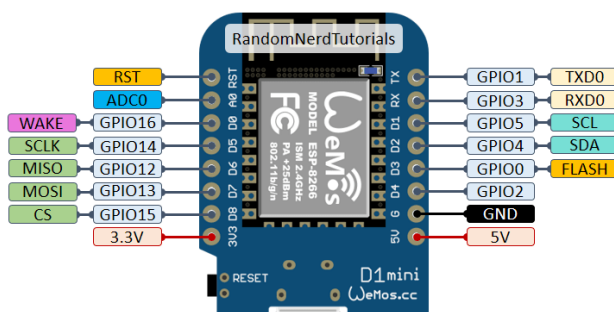 RandomNerdTutorials
RST RST TX GPIO1 TXD0
ADC0 A0 RX GPIO3 RXD0
WAKE GPIO16 D0 D1 GPIO5 SCL
SCLK GPIO14 D5 D2 GPIO4 SDA
MISO GPIO12 D6 D3 GPIO0 FLASH
MOSI GPIO13 D7 D4 GPIO2
CS GPIO15 D8 G GND
3.3V 3V3 5V 5V
WeMos
FC
MODEL ESP-8266
ISM 2.4GHz
PA +25dBm
802.11b/g/n
RESET
D1 mini
WeMos.cc